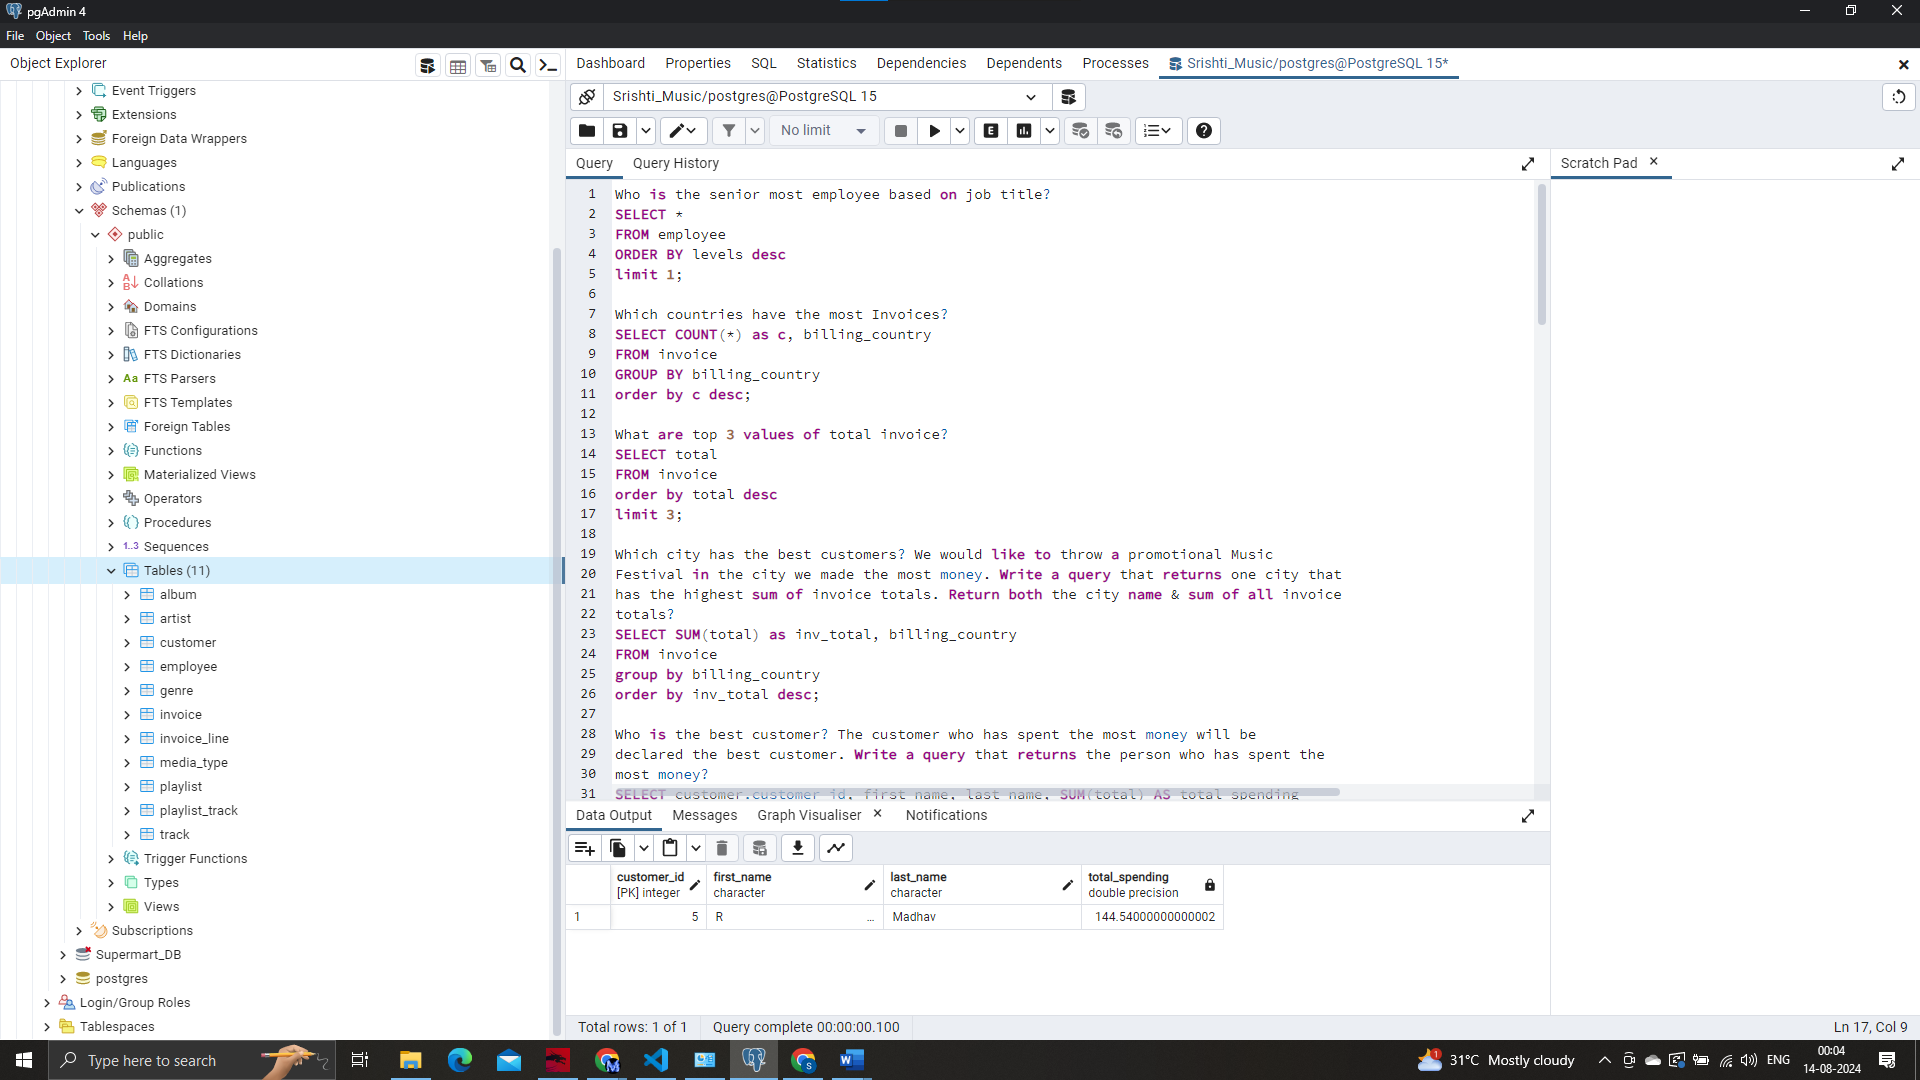 pgAdmin 4
File Object Tools Help
Object Explorer
Dashboard Properties SQL Statistics Dependencies Dependents Processes Srishti_Music/postgres@PostgreSQL 15*
Event Triggers
Extensions
Foreign Data Wrappers
Languages
Publications
Schemas (1)
public
Aggregates
Collations
Domains
FTS Configurations
FTS Dictionaries
Aa FTS Parsers
FTS Templates
Foreign Tables
Functions
Materialized Views
Operators
Procedures
1..3 Sequences
Tables (11)
album
artist
customer
employee
genre
invoice
invoice_line
media_type
playlist
playlist_track
track
Trigger Functions
Types
Views
Subscriptions
Supermart_DB
postgres
Login/Group Roles
Tablespaces
Srishti_Music/postgres@PostgreSQL 15
No limit
E
Query Query History
Scratch Pad
1 Who is the senior most employee based on job title?
2 SELECT *
3 FROM employee
4 ORDER BY levels desc
5 limit 1;
6
7 Which countries have the most Invoices?
8 SELECT COUNT(*) as c, billing_country
9 FROM invoice
10 GROUP BY billing_country
11 order by c desc;
12
13 What are top 3 values of total invoice?
14 SELECT total
15 FROM invoice
16 order by total desc
17 limit 3;
18
19 Which city has the best customers? We would like to throw a promotional Music
20 Festival in the city we made the most money. Write a query that returns one city that
21 has the highest sum of invoice totals. Return both the city name & sum of all invoice
22 totals?
23 SELECT SUM(total) as inv_total, billing_country
24 FROM invoice
25 group by billing_country
26 order by inv_total desc;
27
28 Who is the best customer? The customer who has spent the most money will be
29 declared the best customer. Write a query that returns the person who has spent the
30 most money?
31 SELECT customer.customer_id, first_name, last_name, SUM(total) AS total_spending
Data Output Messages Graph Visualiser Notifications
customer_id first_name last_name total_spending
[PK] integer character character double precision
1 5 R ... Madhav 144.54000000000002
Total rows: 1 of 1 Query complete 00:00:00.100 Ln 17, Col 9
Type here to search
1 31°C Mostly cloudy ENG 00:04
14-08-2024